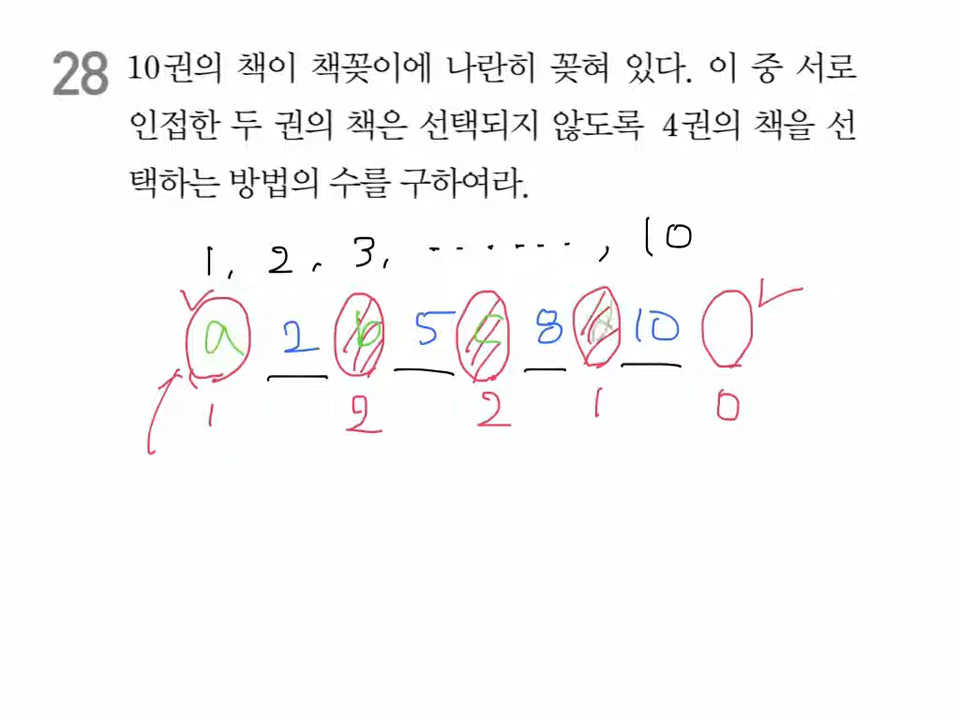 28 10권의 책이 책꽂이에 나란히 꽂혀 있다. 이 중 서로
인접한 두 권의 책은 선택되지 않도록 4권의 책을 선
택하는 방법의 수를 구하여라.
1, 2, 3, ......, 10
a 2 b 5 c 8 d 10
1 2 2 1 0